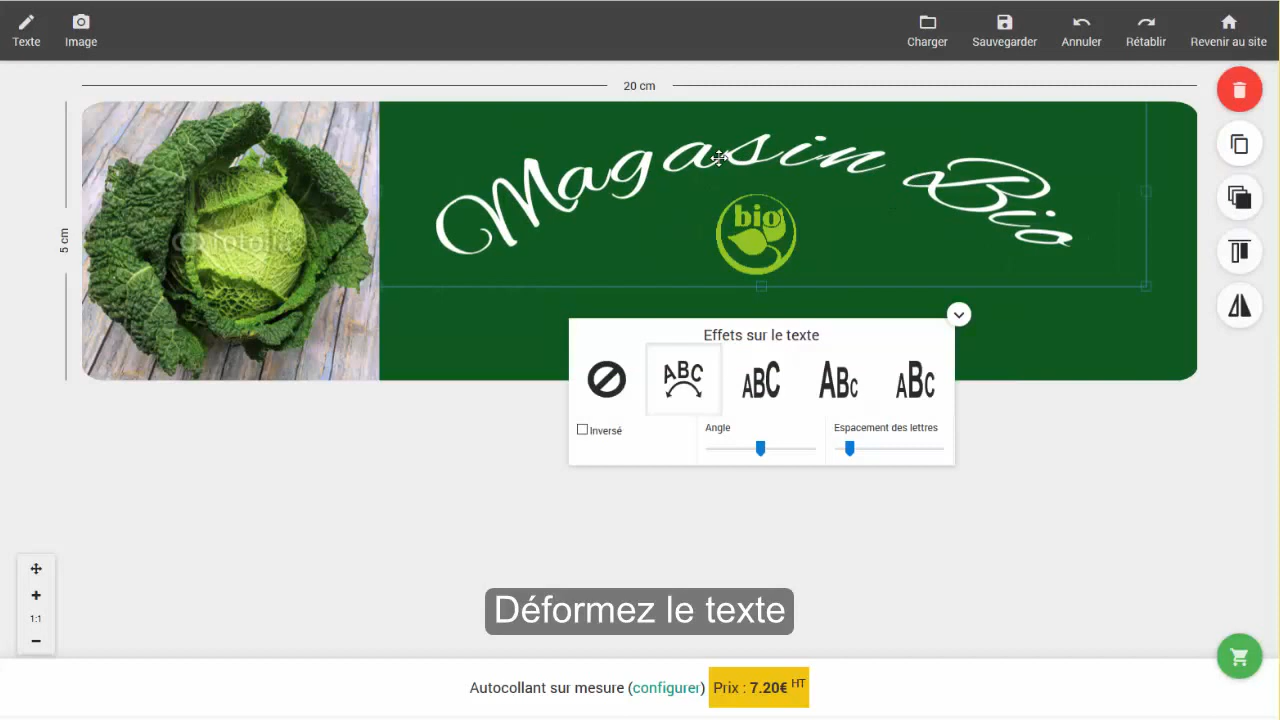 Texte
Image
Charger
Sauvegarder
Annuler
Rétablir
Revenir au site
20 cm
5 cm
fotolia
Magasin Bio
bio
Effets sur le texte
ABC
ABC
ABC
ABC
Inversé
Angle
Espacement des lettres
1:1
Déformez le texte
Autocollant sur mesure (configurer) Prix : 7.20€ HT